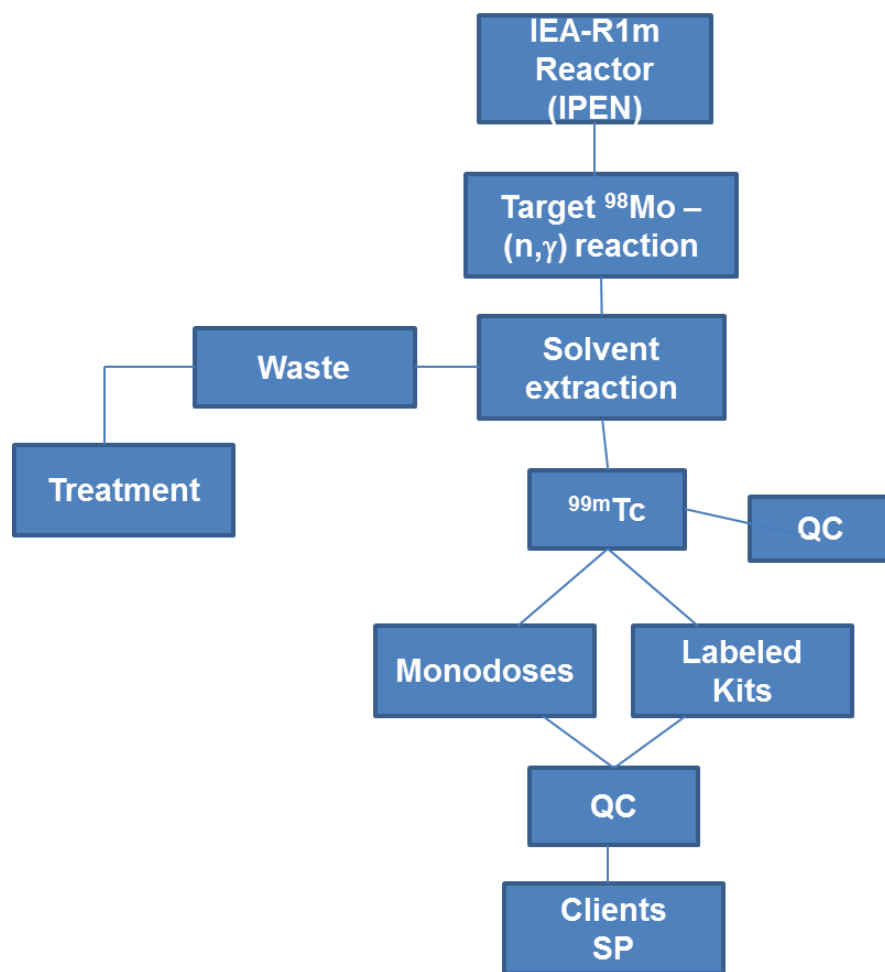 IEA-R1m
Reactor
(IPEN)
Target ⁹⁸Mo –
(n,γ) reaction
Solvent
extraction
Waste
Treatment
⁹⁹ᵐTc
QC
Monodoses
Labeled
Kits
QC
Clients
SP